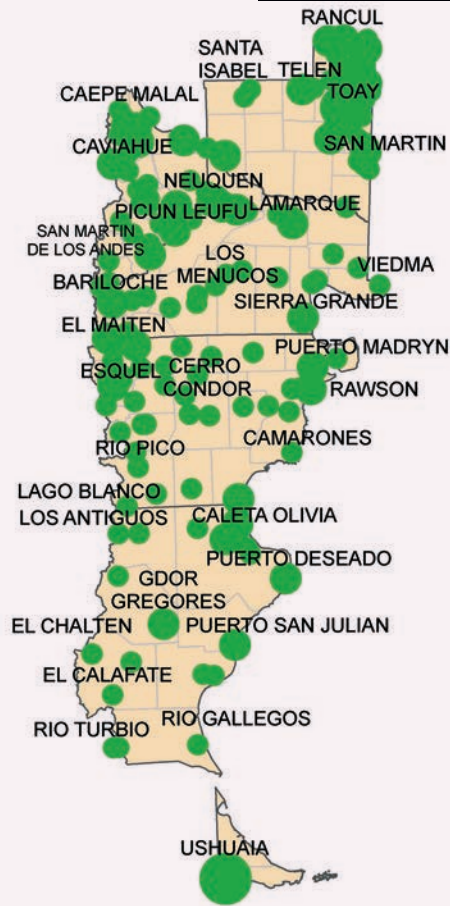 RANCUL
SANTA
ISABEL
TELEN
TOAY
CAEPE MALAL
CAVIAHUE
SAN MARTIN
NEUQUEN
PICUN LEUFU
LAMARQUE
SAN MARTIN
DE LOS ANDES
LOS
MENUCOS
VIEDMA
BARILOCHE
SIERRA GRANDE
EL MAITEN
PUERTO MADRYN
ESQUEL
CERRO
CONDOR
RAWSON
CAMARONES
RIO PICO
LAGO BLANCO
LOS ANTIGUOS
CALETA OLIVIA
PUERTO DESEADO
GDOR
GREGORES
EL CHALTEN
PUERTO SAN JULIAN
EL CALAFATE
RIO GALLEGOS
RIO TURBIO
USHUAIA